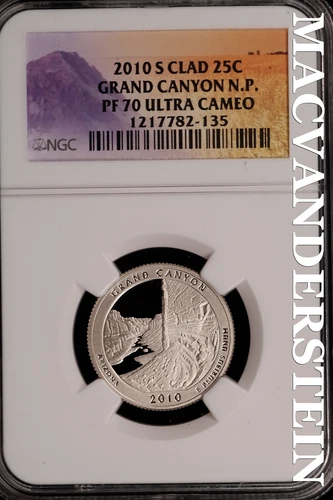 2010 S CLAD 25C
GRAND CANYON N.P.
PF 70 ULTRA CAMEO
1217782-135
NGC
GRAND CANYON
ARIZONA
2010
E PLURIBUS UNUM
MACVANDERSTEIN